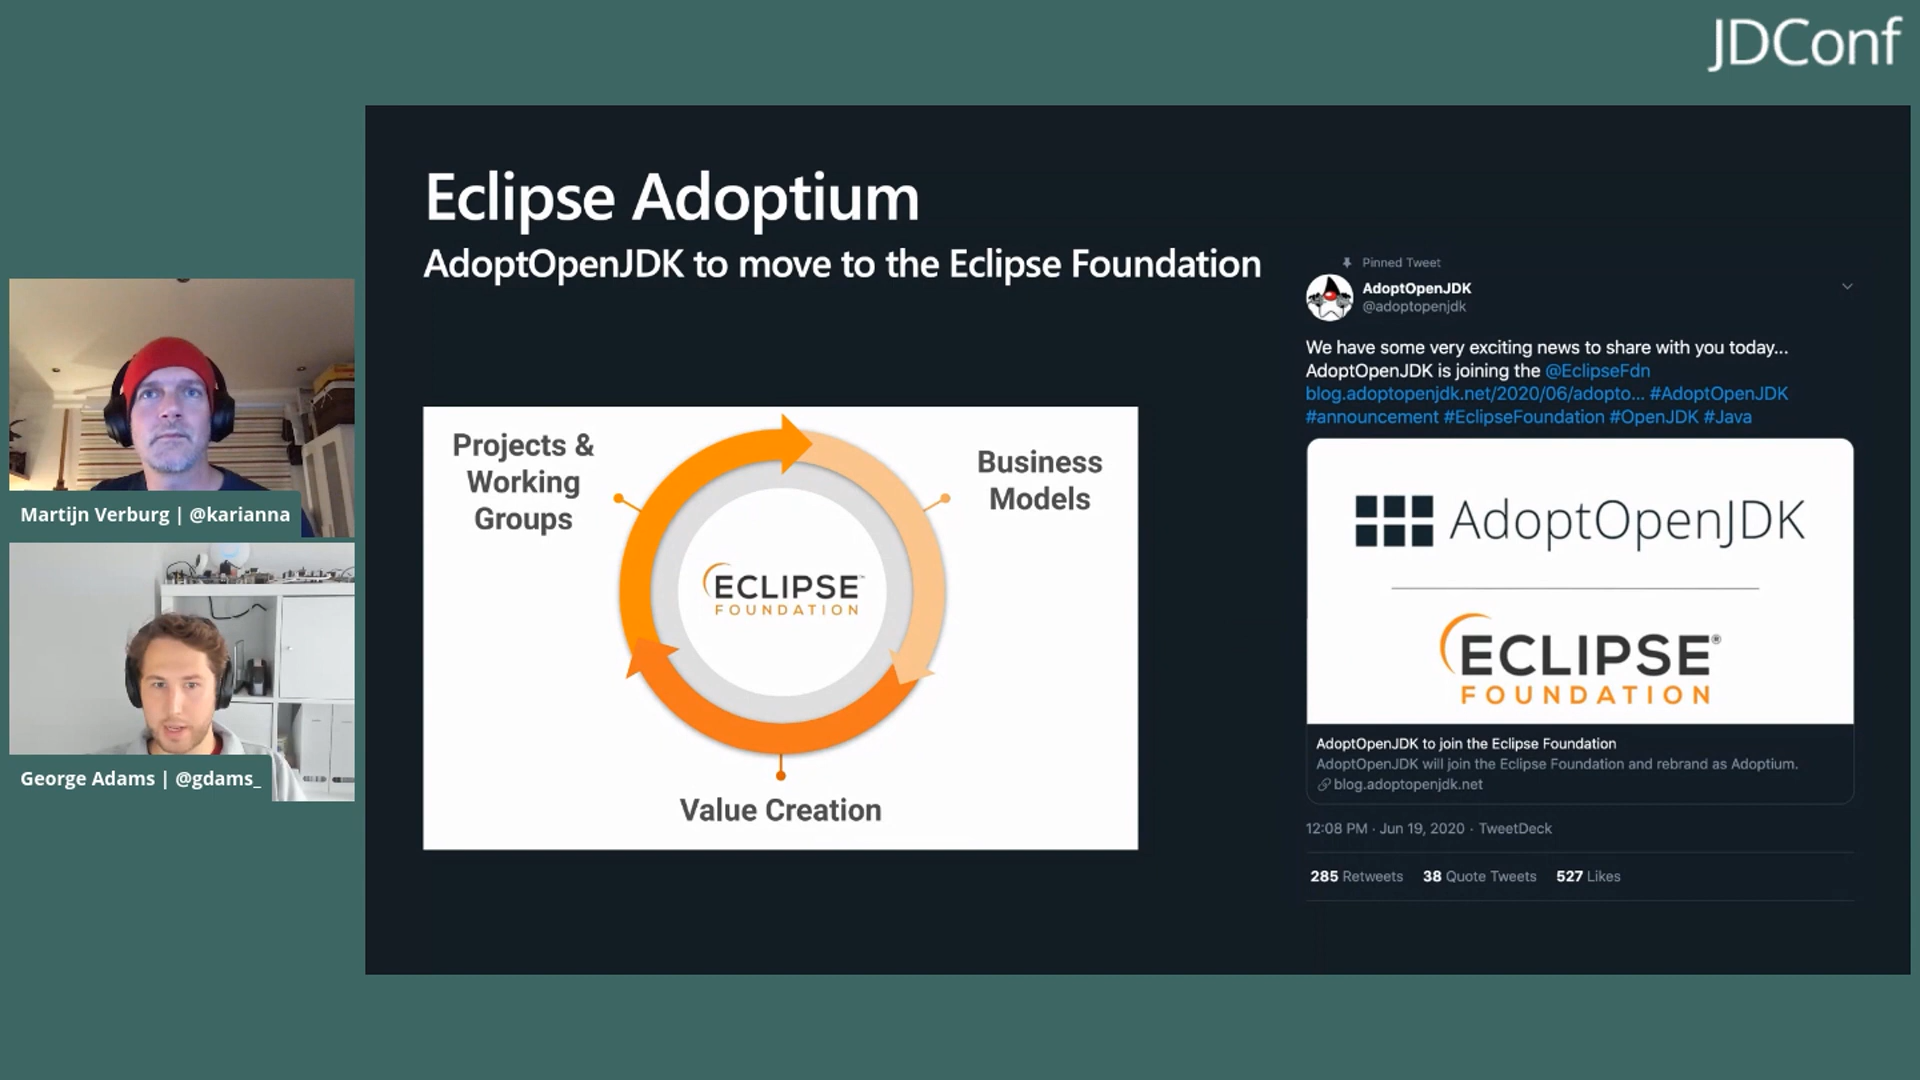 JDConf
Eclipse Adoptium
AdoptOpenJDK to move to the Eclipse Foundation
Martijn Verburg | @karianna
George Adams | @gdams_
Projects &
Working
Groups
Business
Models
ECLIPSE
FOUNDATION
Value Creation
Pinned Tweet
AdoptOpenJDK
@adoptopenjdk
We have some very exciting news to share with you today...
AdoptOpenJDK is joining the @EclipseFdn
blog.adoptopenjdk.net/2020/06/adopto... #AdoptOpenJDK
#announcement #EclipseFoundation #OpenJDK #Java
AdoptOpenJDK
ECLIPSE®
FOUNDATION
AdoptOpenJDK to join the Eclipse Foundation
AdoptOpenJDK will join the Eclipse Foundation and rebrand as Adoptium.
blog.adoptopenjdk.net
12:08 PM · Jun 19, 2020 · TweetDeck
285 Retweets 38 Quote Tweets 527 Likes